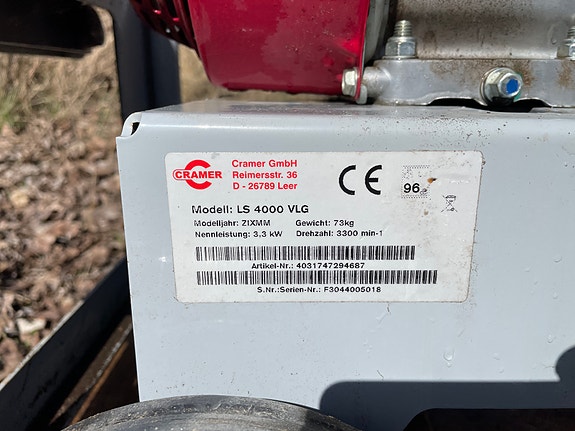 CRAMER
Cramer GmbH
Reimersstr. 36
D - 26789 Leer
CE
96
Modell: LS 4000 VLG
Modelljahr: ZIXMM Gewicht: 73kg
Nennleistung: 3,3 kW Drehzahl: 3300 min-1
Artikel-Nr.: 4031747294687
S.Nr.:Serien-Nr.: F3044005018